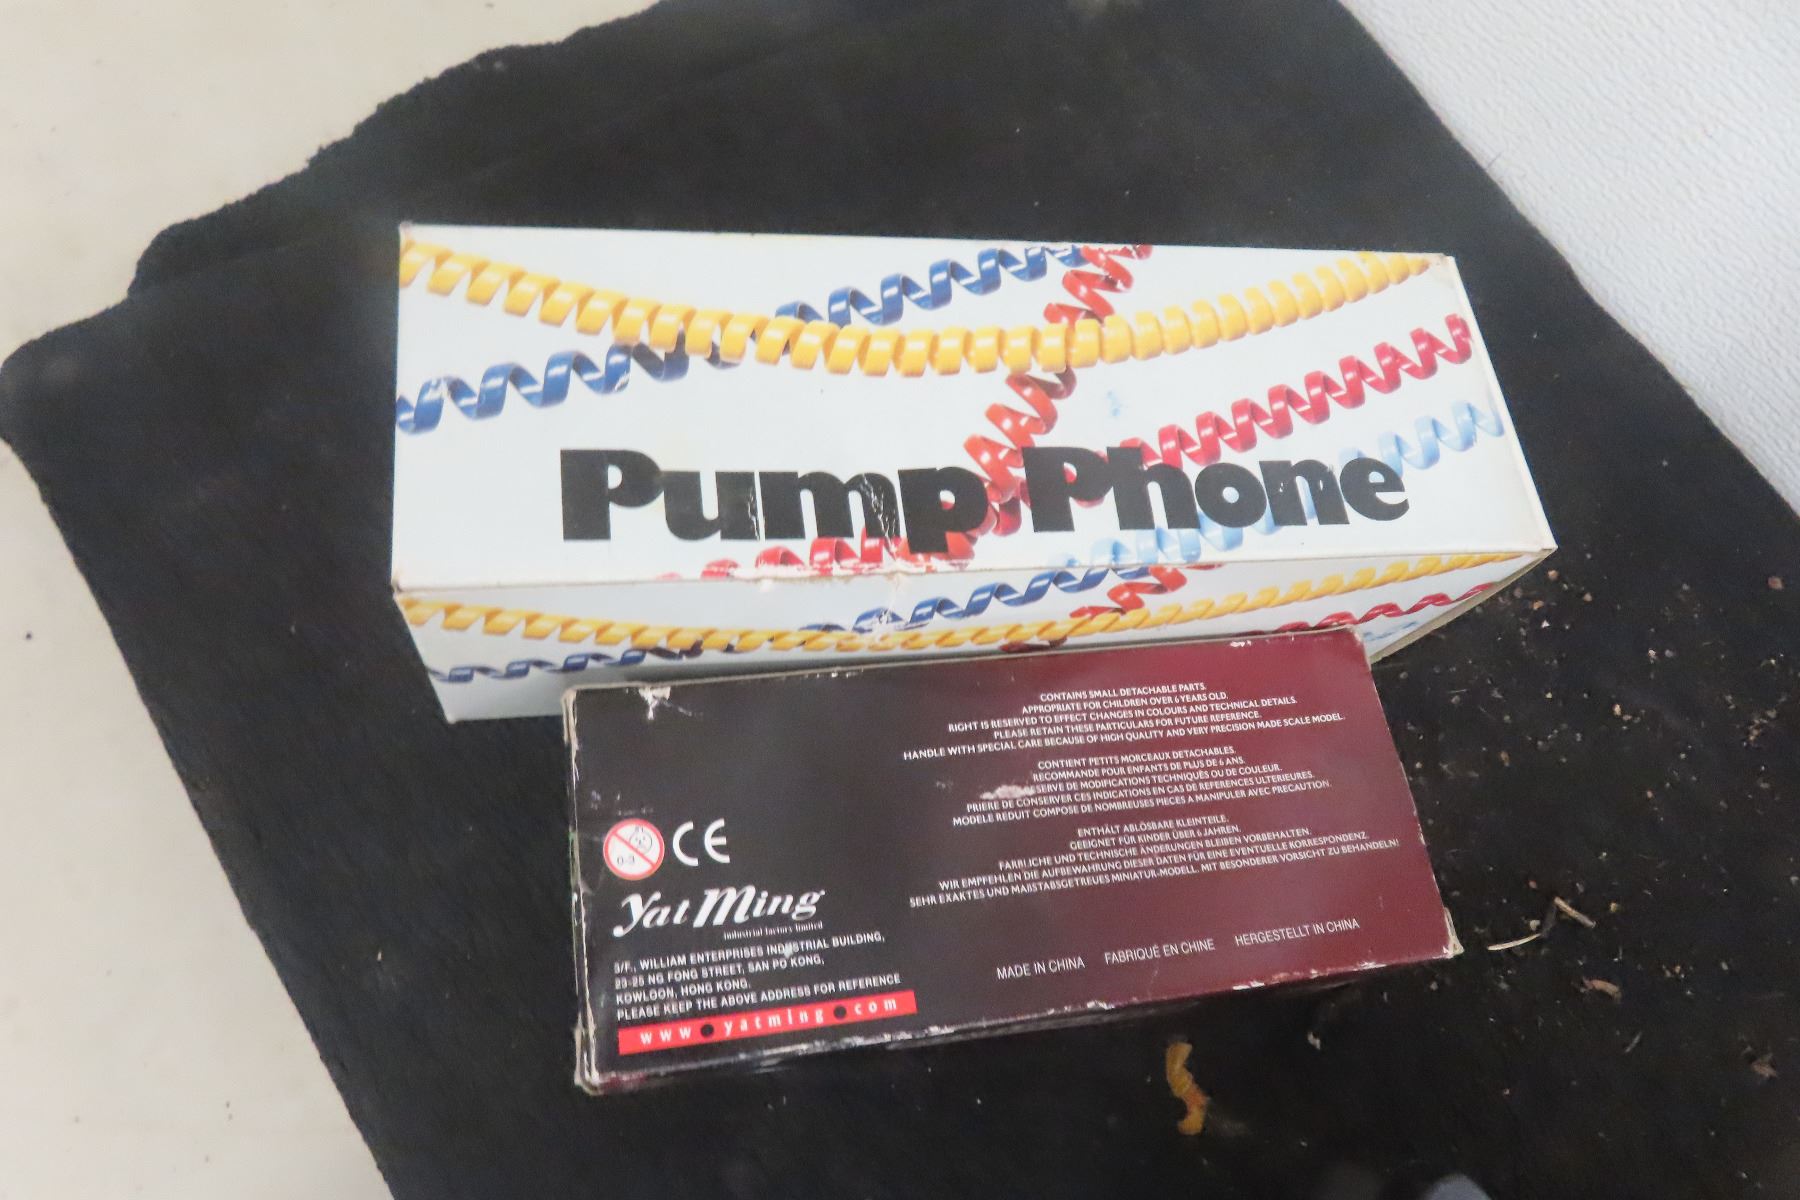 Pump Phone
CONTAINS SMALL DETACHABLE PARTS.
APPROPRIATE FOR CHILDREN OVER 6 YEARS OLD.
RIGHT IS RESERVED TO EFFECT CHANGES IN COLOURS AND TECHNICAL DETAILS.
PLEASE RETAIN THESE PARTICULARS FOR FUTURE REFERENCE.
HANDLE WITH SPECIAL CARE BECAUSE OF HIGH QUALITY AND VERY PRECISION MADE SCALE MODEL.
CONTIENT PETITS MORCEAUX DETACHABLES.
RECOMMANDE POUR ENFANTS DE PLUS DE 6 ANS.
SERVE DE MODIFICATIONS TECHNIQUES OU DE COULEUR.
PRIERE DE CONSERVER CES INDICATIONS EN CAS DE REFERENCES ULTERIEURES.
MODELE REDUIT COMPOSE DE NOMBREUSES PIECES A MANIPULER AVEC PRECAUTION.
ENTHÄLT ABLÖSBARE KLEINTEILE.
GEEIGNET FÜR KINDER ÜBER 6 JAHREN.
FARBLICHE UND TECHNISCHE ÄNDERUNGEN BLEIBEN VORBEHALTEN.
WIR EMPFEHLEN DIE AUFBEWAHRUNG DIESER DATEN FÜR EINE EVENTUELLE KORRESPONDENZ.
SEHR EXAKTES UND MAßSTABSGETREUES MINIATUR-MODELL. MIT BESONDERER VORSICHT ZU BEHANDELN!
0-3
CE
Yat Ming
industrial factory limited
3/F., WILLIAM ENTERPRISES INDUSTRIAL BUILDING,
23-25 NG FONG STREET, SAN PO KONG,
KOWLOON, HONG KONG.
PLEASE KEEP THE ABOVE ADDRESS FOR REFERENCE
www•yatming•com
MADE IN CHINA FABRIQUÉ EN CHINE HERGESTELLT IN CHINA